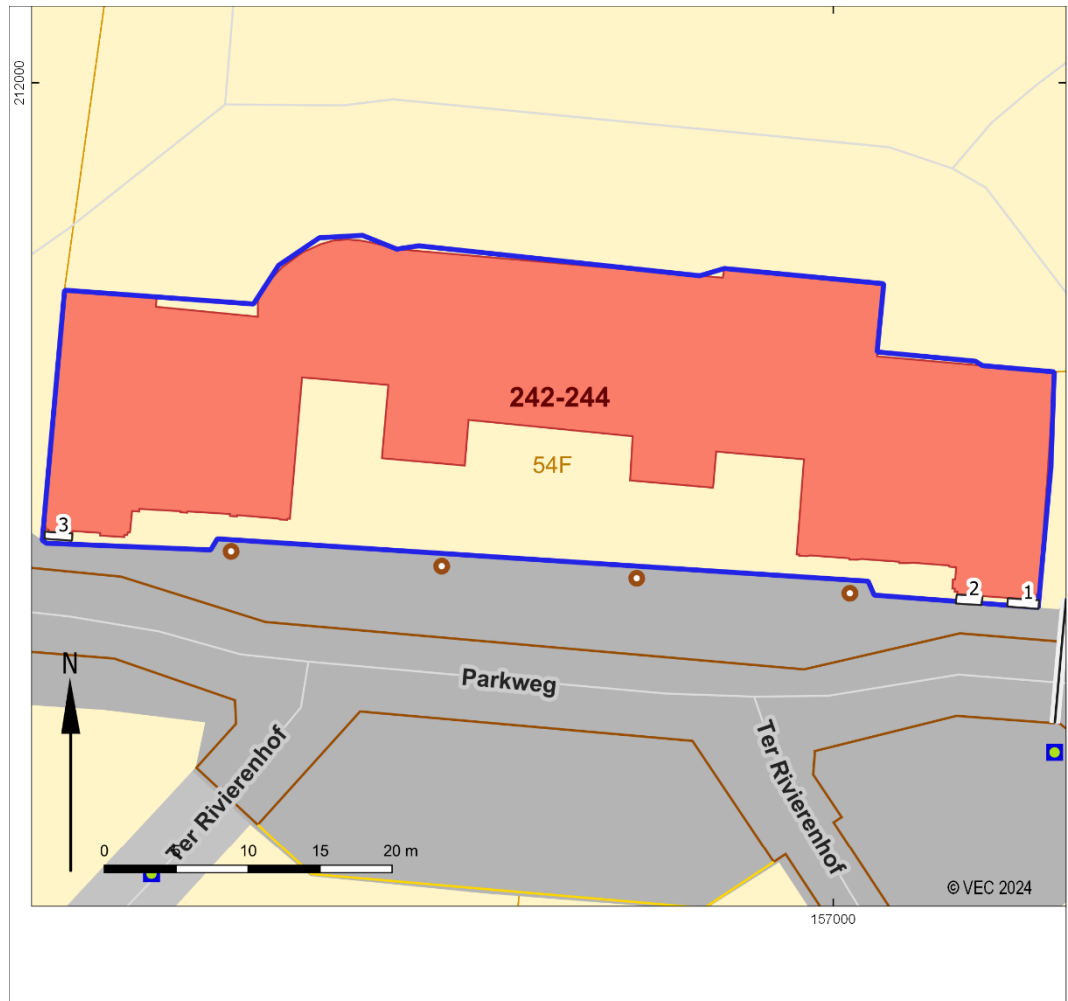 212000
242-244
54F
3
2
1
N
Parkweg
Ter Rivierenhof
Ter Rivierenhof
0 5 10 15 20 m
© VEC 2024
157000